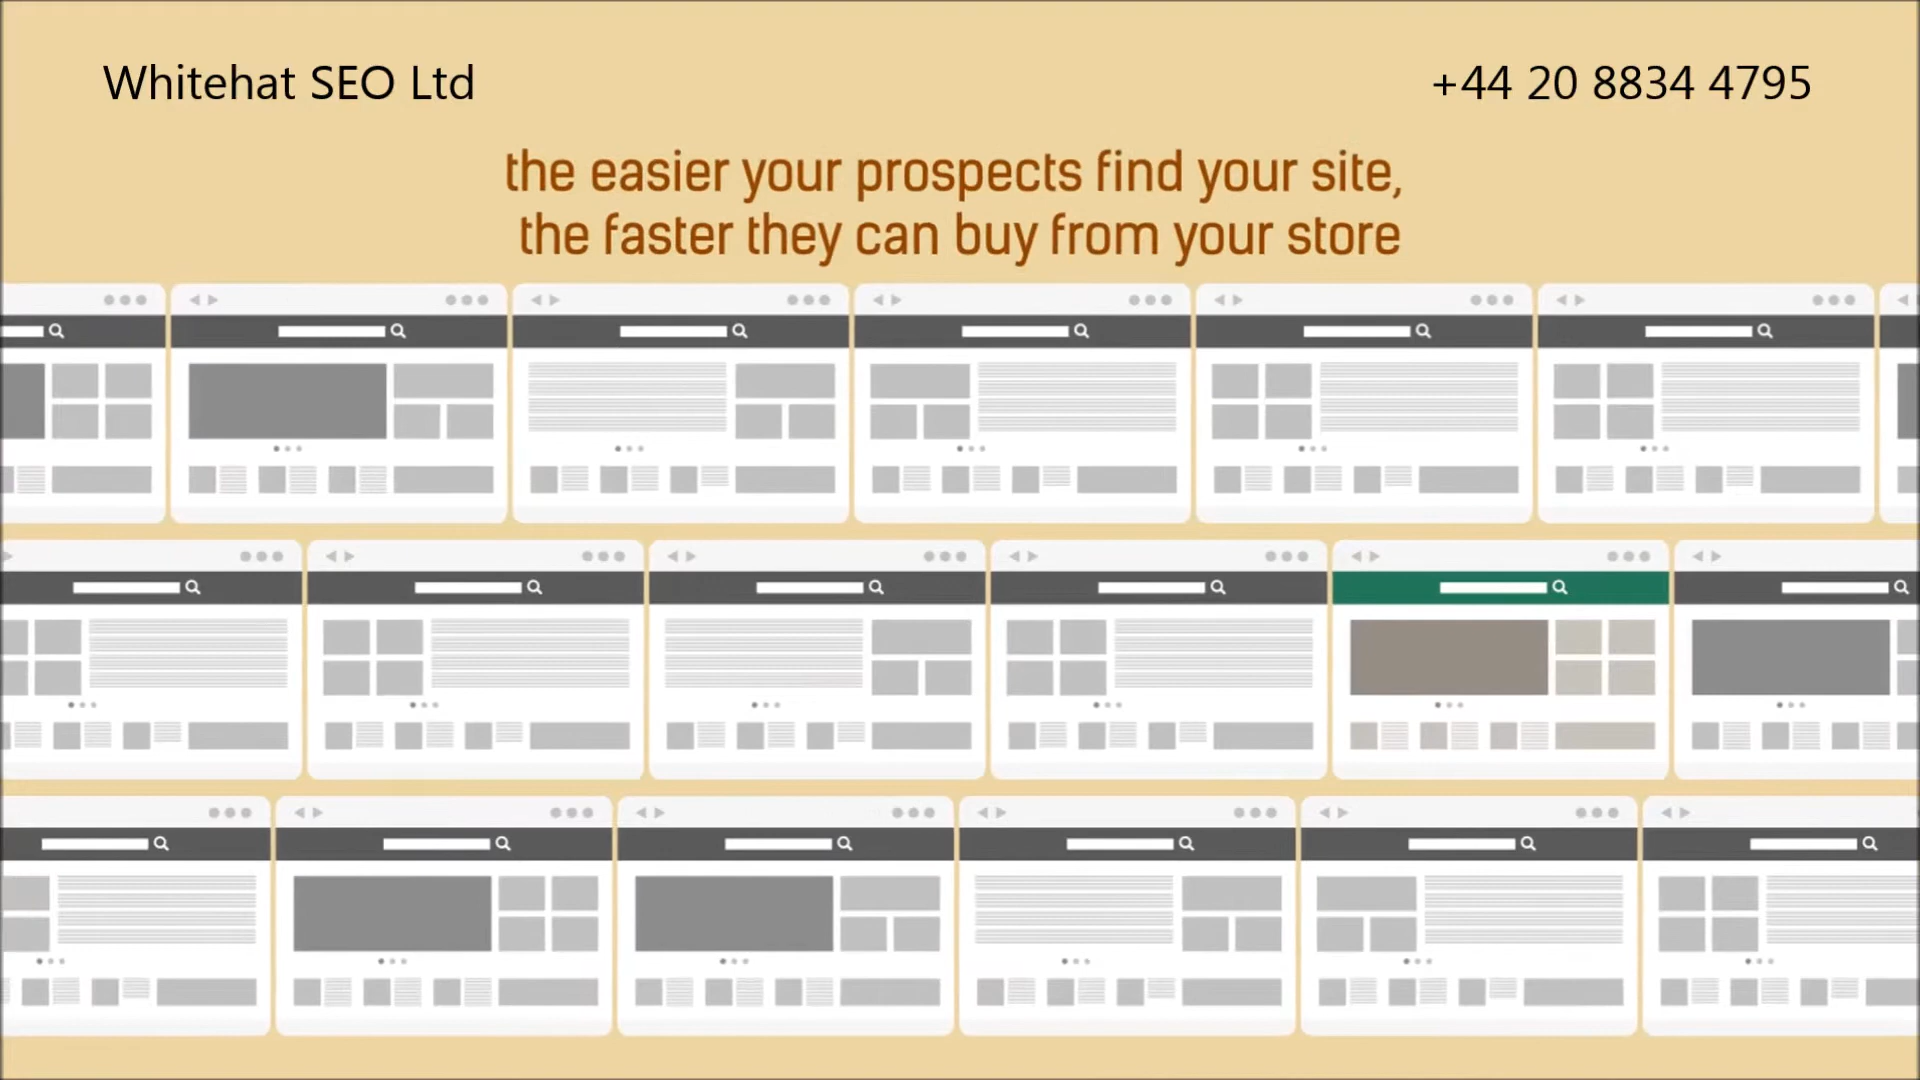 Whitehat SEO Ltd
+44 20 8834 4795
the easier your prospects find your site,
the faster they can buy from your store